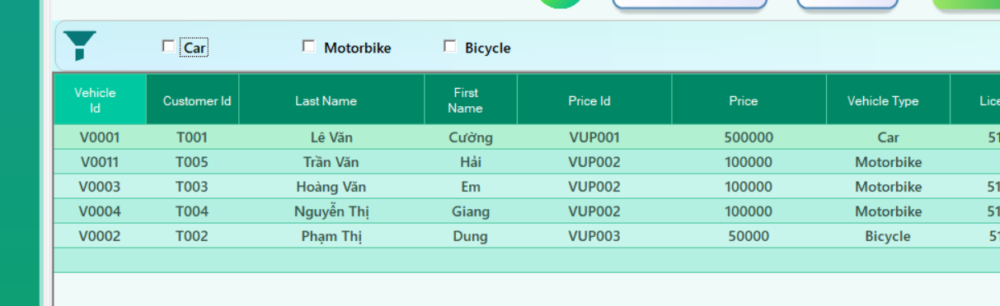 Car Motorbike Bicycle
Vehicle Id Customer Id Last Name First Name Price Id Price Vehicle Type
V0001 T001 Lê Văn Cường VUP001 500000 Car 51
V0011 T005 Trần Văn Hải VUP002 100000 Motorbike
V0003 T003 Hoàng Văn Em VUP002 100000 Motorbike 51
V0004 T004 Nguyễn Thị Giang VUP002 100000 Motorbike 51
V0002 T002 Phạm Thị Dung VUP003 50000 Bicycle 51